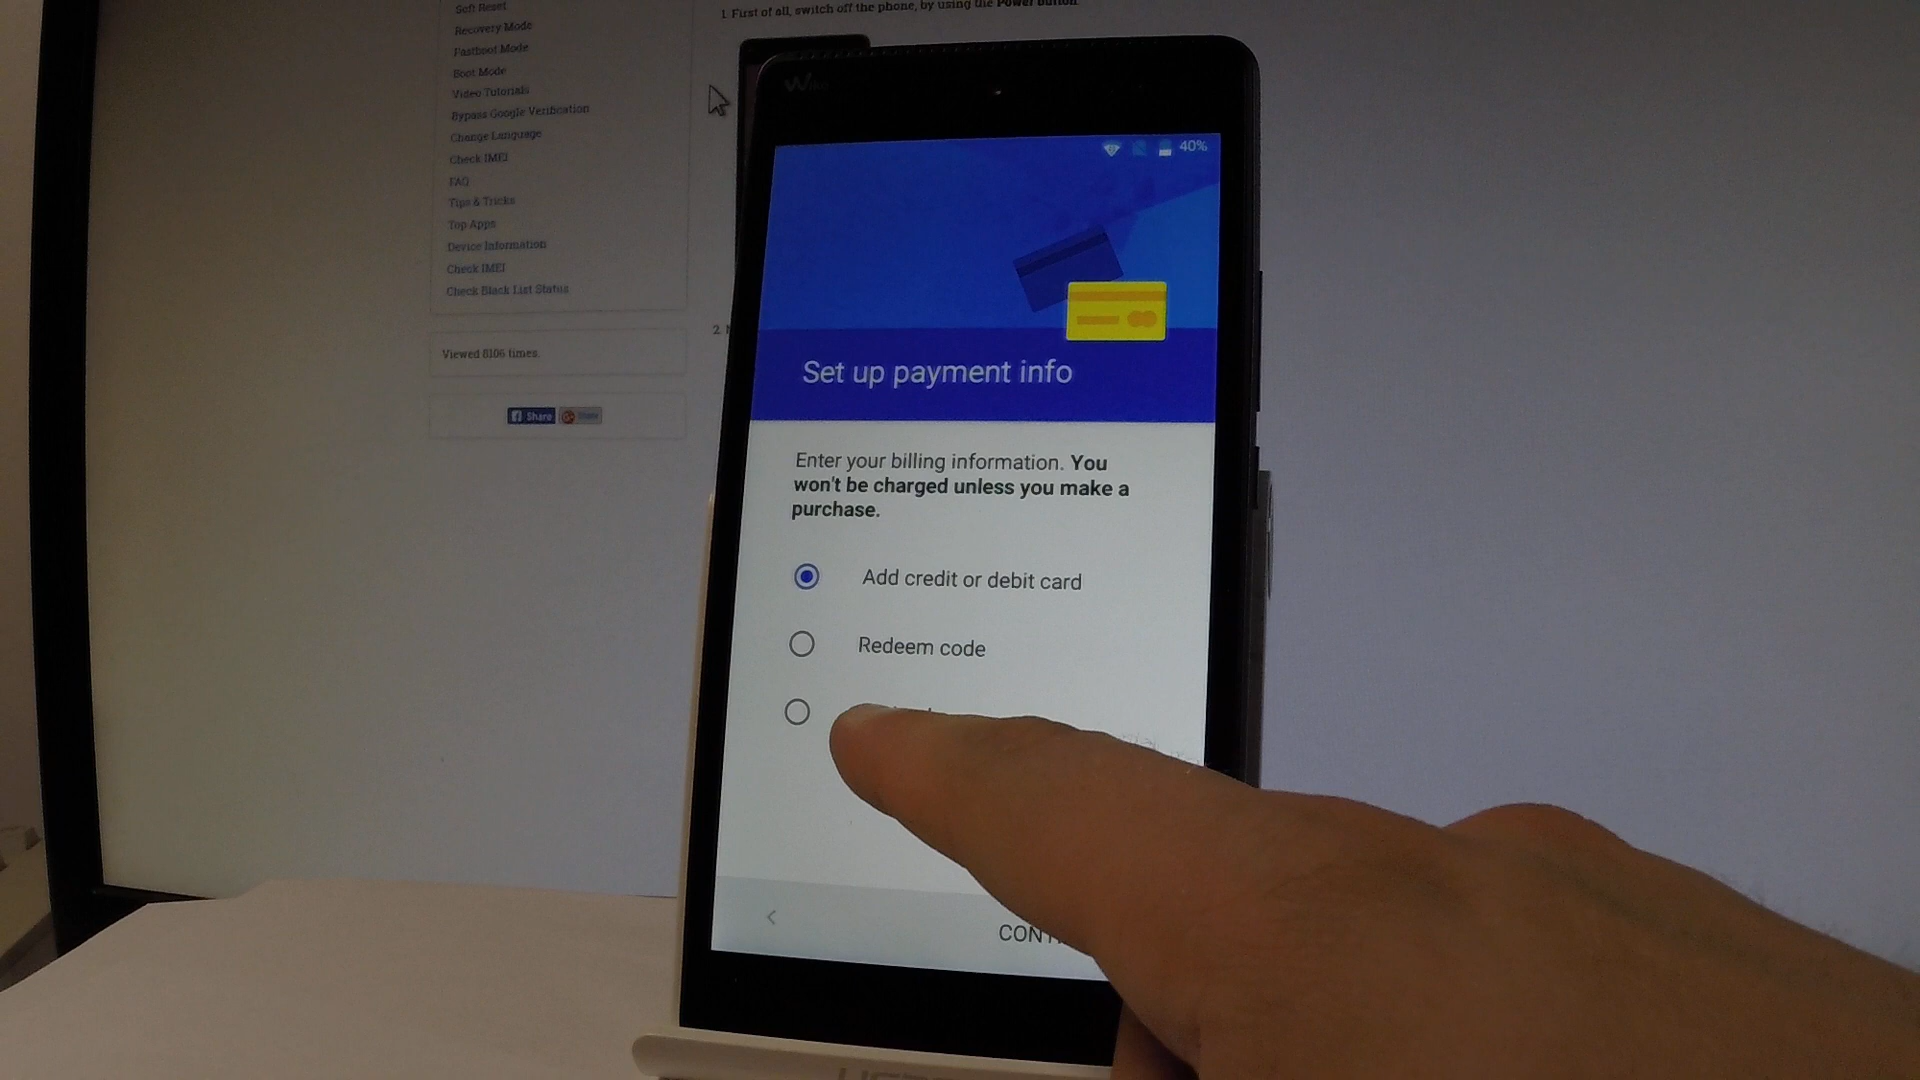 Soft Reset
Recovery Mode
Fastboot Mode
Boot Mode
Video Tutorials
Bypass Google Verification
Change Language
Check IMEI
FAQ
Tips & Tricks
Top Apps
Device Information
Check IMEI
Check Black List Status
Viewed 8106 times.
Share
1. First of all, switch off the phone, by using the Power button.
2.
40%
Set up payment info
Enter your billing information. You
won't be charged unless you make a
purchase.
Add credit or debit card
Redeem code